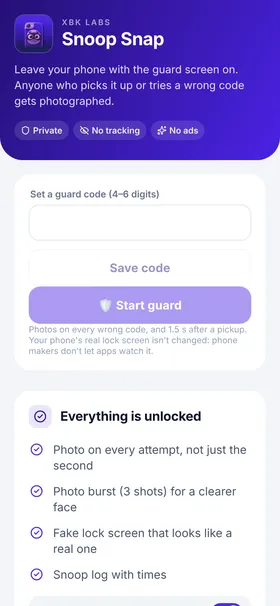 XBK LABS
Snoop Snap
Leave your phone with the guard screen on.
Anyone who picks it up or tries a wrong code
gets photographed.
Private
No tracking
No ads
Set a guard code (4–6 digits)
Save code
🛡️ Start guard
Photos on every wrong code, and 1.5 s after a pickup.
Your phone's real lock screen isn't changed: phone
makers don't let apps watch it.
Everything is unlocked
Photo on every attempt, not just the
second
Photo burst (3 shots) for a clearer
face
Fake lock screen that looks like a
real one
Snoop log with times